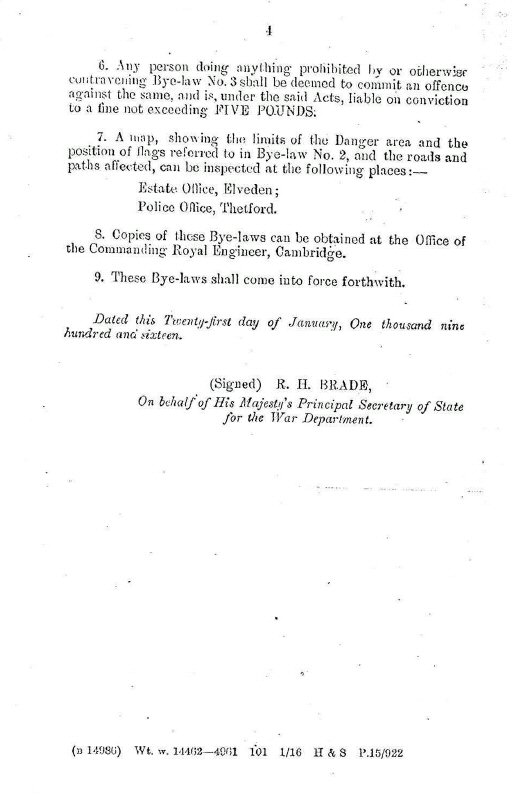 4
6. Any person doing anything prohibited by or otherwise
contravening Bye-law No. 3 shall be deemed to commit an offence
against the same, and is, under the said Acts, liable on conviction
to a fine not exceeding FIVE POUNDS.
7. A map, showing the limits of the Danger area and the
position of flags referred to in Bye-law No. 2, and the roads and
paths affected, can be inspected at the following places:—
Estate Office, Elveden;
Police Office, Thetford.
8. Copies of these Bye-laws can be obtained at the Office of
the Commanding Royal Engineer, Cambridge.
9. These Bye-laws shall come into force forthwith.
Dated this Twenty-first day of January, One thousand nine
hundred and sixteen.
(Signed) R. H. BRADE,
On behalf of His Majesty's Principal Secretary of State
for the War Department.
(B 14986) Wt. w. 14462—4961 101 1/16 H & S P.15/922